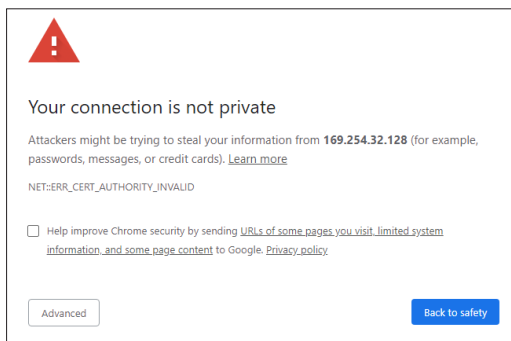 Your connection is not private
Attackers might be trying to steal your information from 169.254.32.128 (for example,
passwords, messages, or credit cards). Learn more
NET::ERR_CERT_AUTHORITY_INVALID
Help improve Chrome security by sending URLs of some pages you visit, limited system
information, and some page content to Google. Privacy policy
Advanced
Back to safety